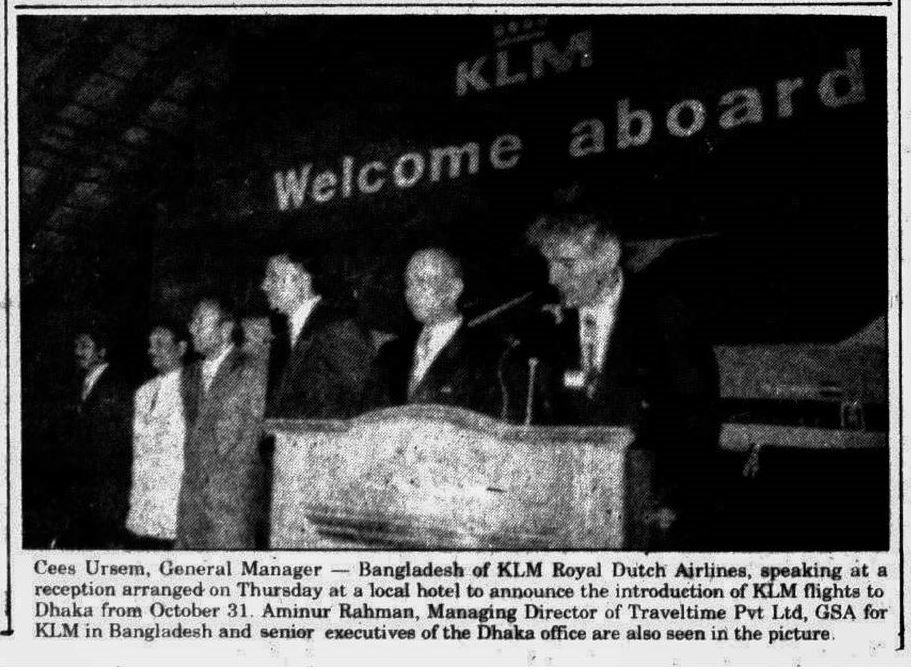 KLM
Welcome aboard
Cees Ursem, General Manager — Bangladesh of KLM Royal Dutch Airlines, speaking at a
reception arranged on Thursday at a local hotel to announce the introduction of KLM flights to
Dhaka from October 31. Aminur Rahman, Managing Director of Traveltime Pvt Ltd, GSA for
KLM in Bangladesh and senior executives of the Dhaka office are also seen in the picture.